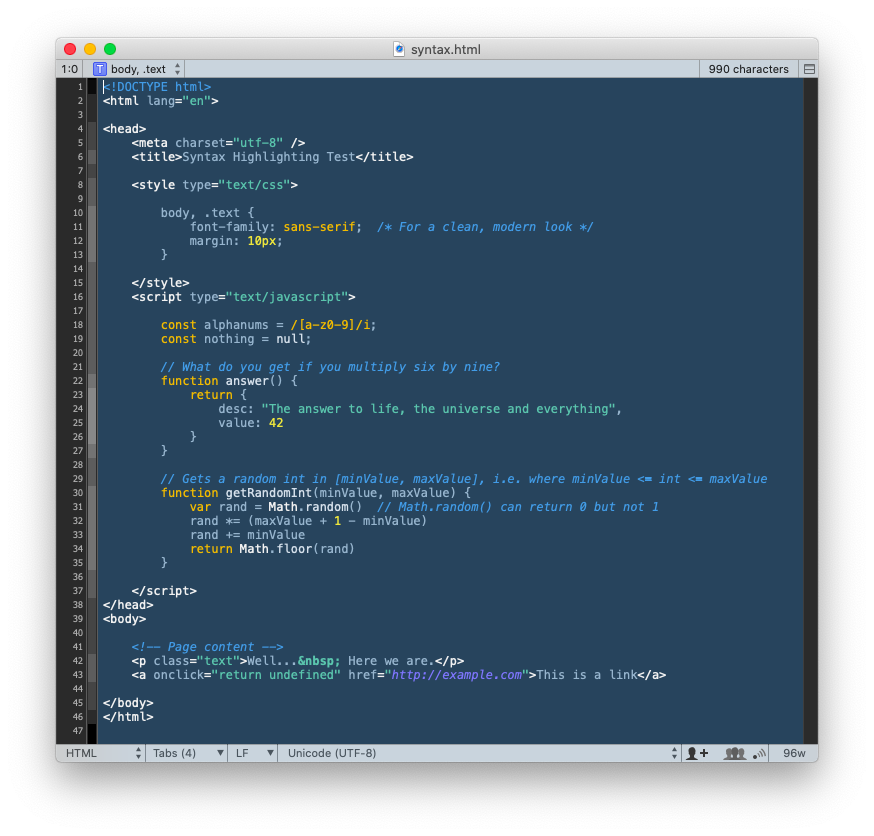 syntax.html
1:0 T body, .text 990 characters
1 <!DOCTYPE html>
2 <html lang="en">
3
4 <head>
5     <meta charset="utf-8" />
6     <title>Syntax Highlighting Test</title>
7
8     <style type="text/css">
9
10         body, .text {
11             font-family: sans-serif;  /* For a clean, modern look */
12             margin: 10px;
13         }
14
15     </style>
16     <script type="text/javascript">
17
18         const alphanums = /[a-z0-9]/i;
19         const nothing = null;
20
21         // What do you get if you multiply six by nine?
22         function answer() {
23             return {
24                 desc: "The answer to life, the universe and everything",
25                 value: 42
26             }
27         }
28
29         // Gets a random int in [minValue, maxValue], i.e. where minValue <= int <= maxValue
30         function getRandomInt(minValue, maxValue) {
31             var rand = Math.random()  // Math.random() can return 0 but not 1
32             rand *= (maxValue + 1 - minValue)
33             rand += minValue
34             return Math.floor(rand)
35         }
36
37     </script>
38 </head>
39 <body>
40
41     <!-- Page content -->
42     <p class="text">Well...&nbsp; Here we are.</p>
43     <a onclick="return undefined" href="http://example.com">This is a link</a>
44
45 </body>
46 </html>
47
HTML Tabs (4) LF Unicode (UTF-8) 96w